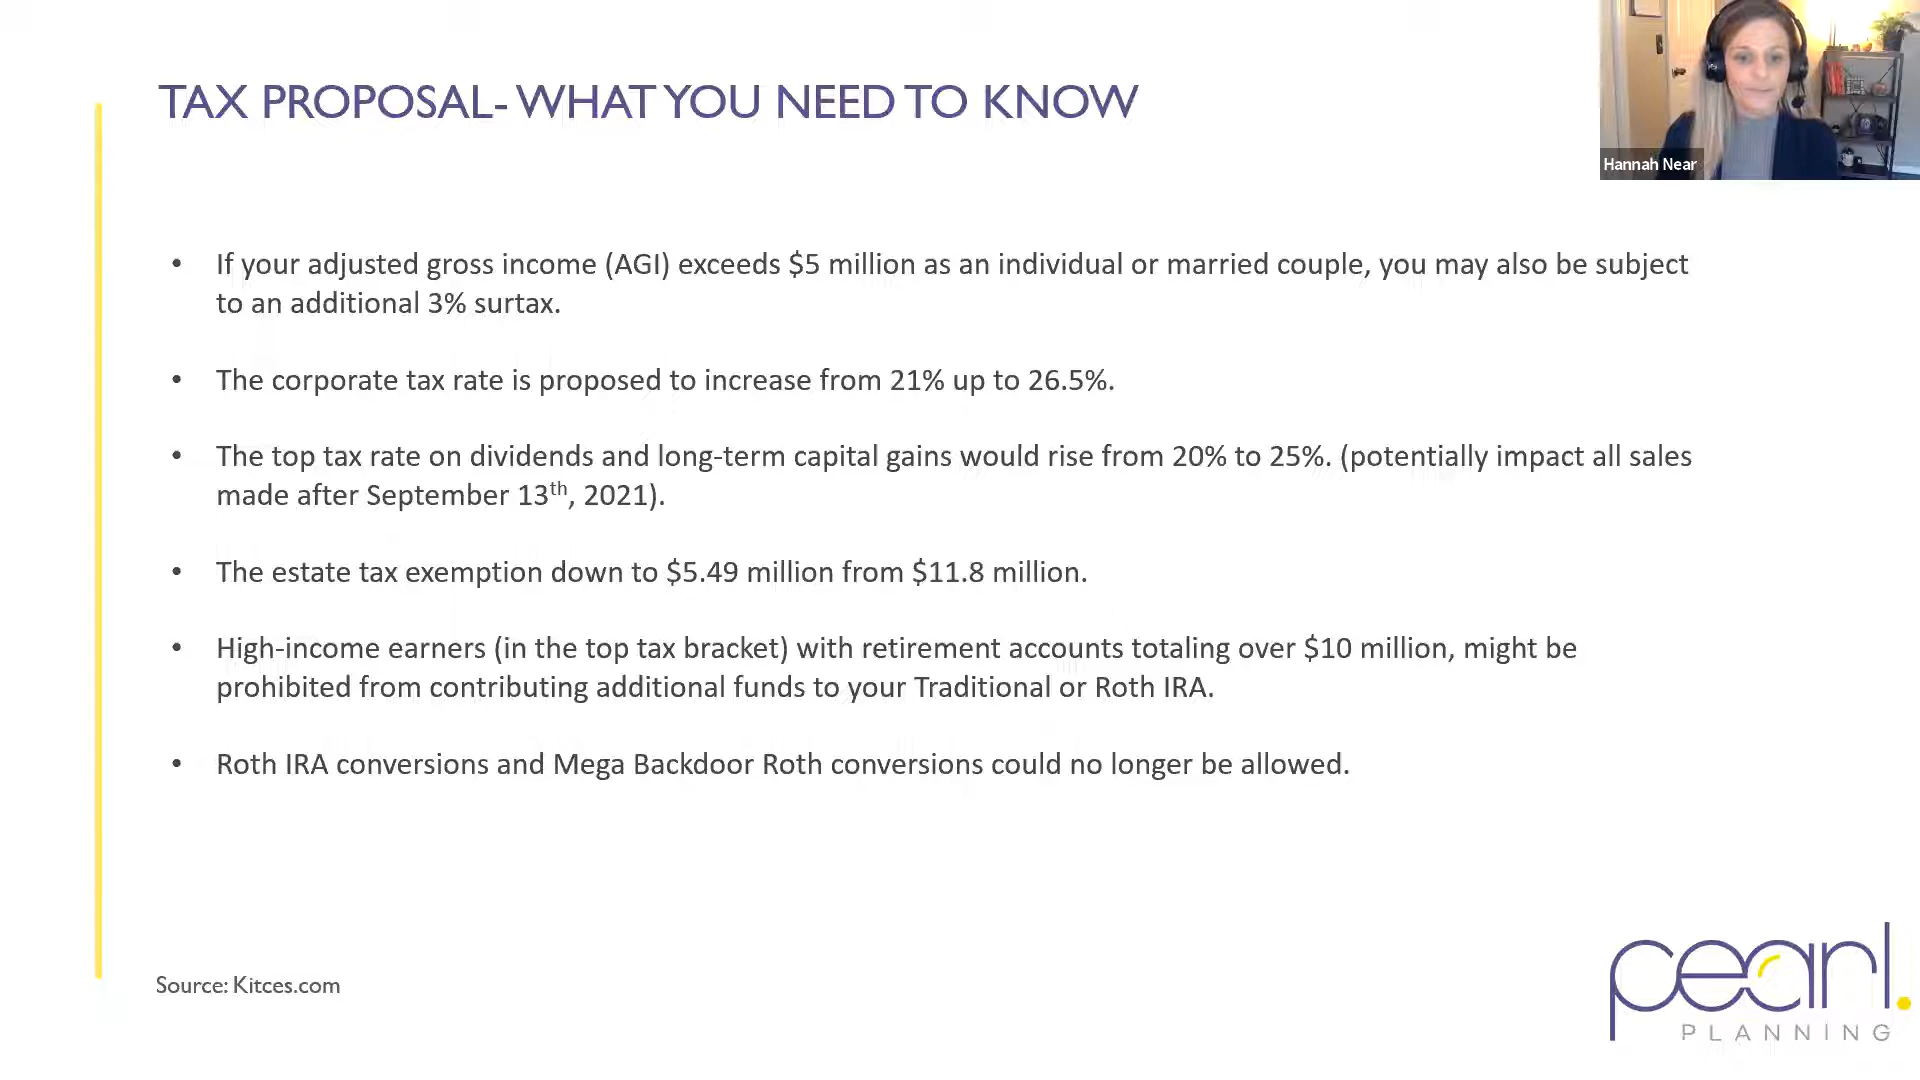 TAX PROPOSAL- WHAT YOU NEED TO KNOW
Hannah Near
• If your adjusted gross income (AGI) exceeds $5 million as an individual or married couple, you may also be subject
to an additional 3% surtax.
• The corporate tax rate is proposed to increase from 21% up to 26.5%.
• The top tax rate on dividends and long-term capital gains would rise from 20% to 25%. (potentially impact all sales
made after September 13th, 2021).
• The estate tax exemption down to $5.49 million from $11.8 million.
• High-income earners (in the top tax bracket) with retirement accounts totaling over $10 million, might be
prohibited from contributing additional funds to your Traditional or Roth IRA.
• Roth IRA conversions and Mega Backdoor Roth conversions could no longer be allowed.
Source: Kitces.com
pearl.
PLANNING